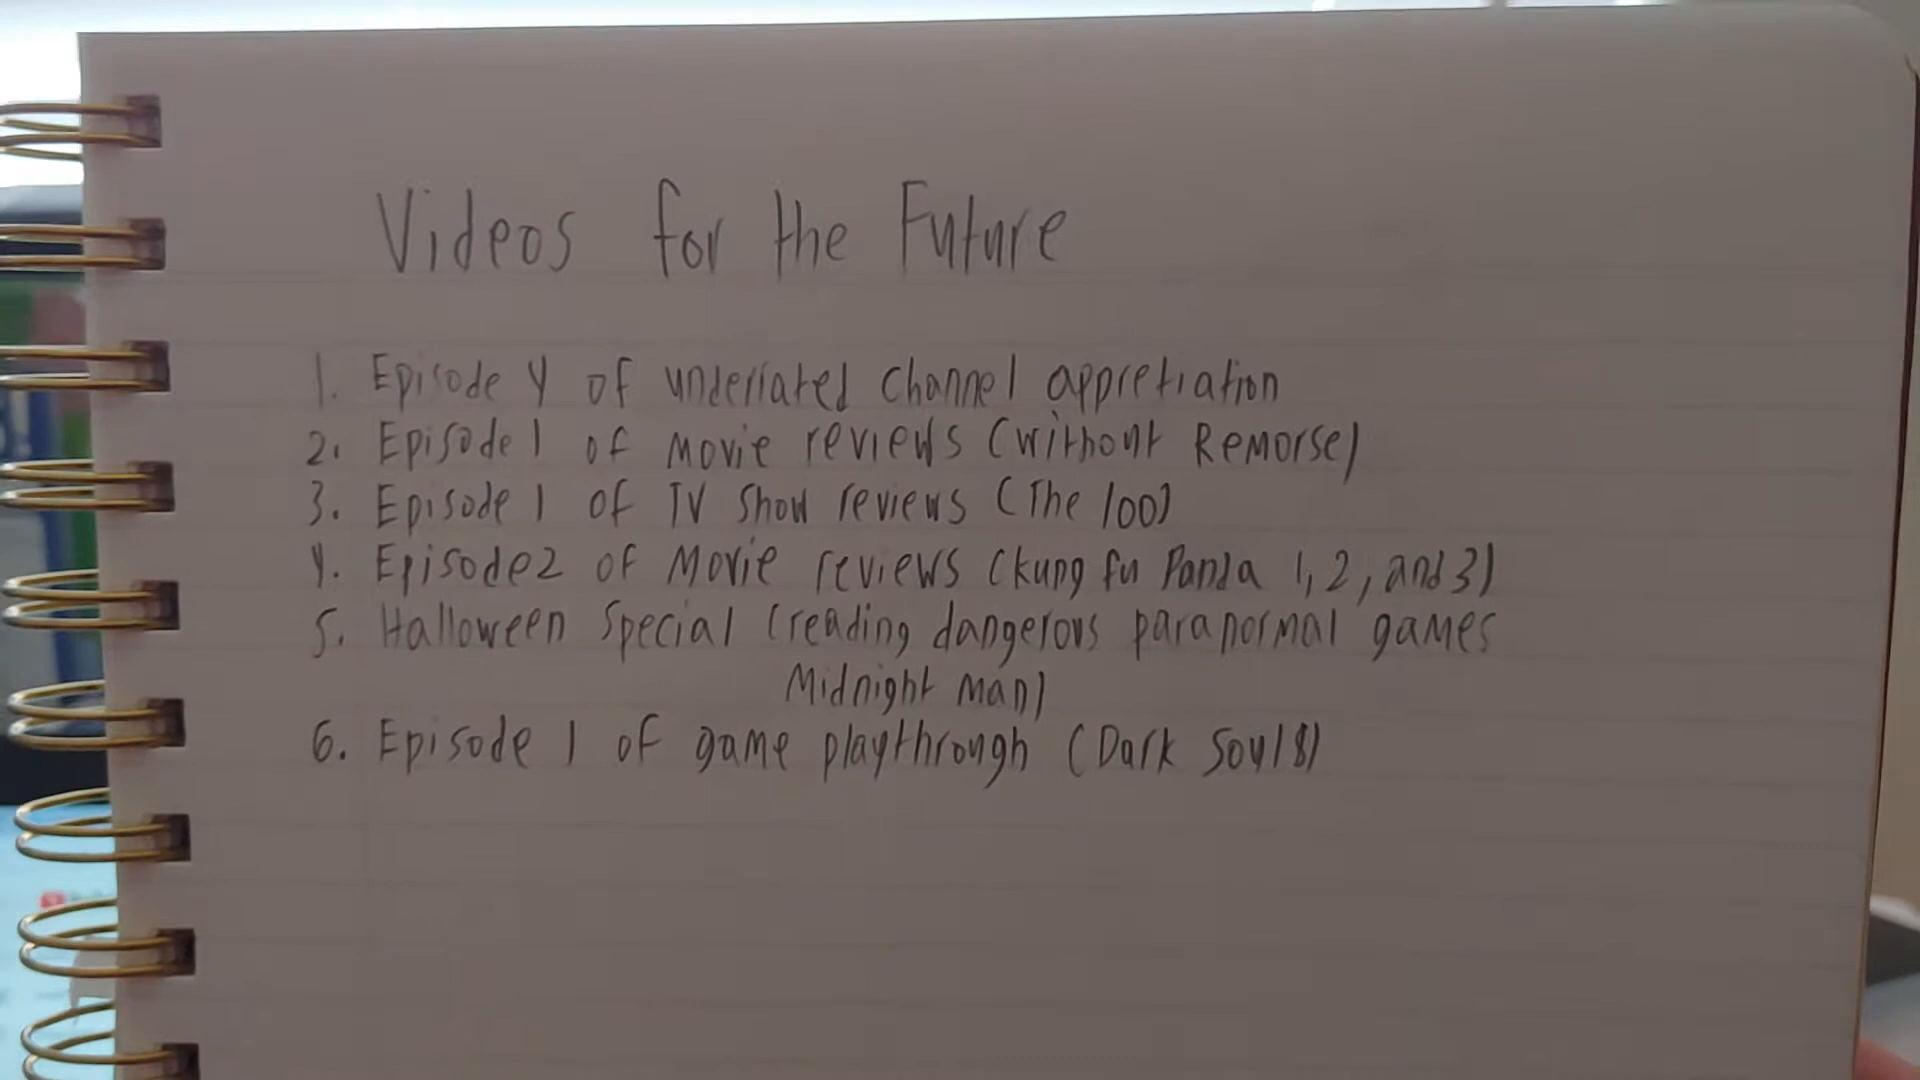 Videos for the Future
1. Episode 4 of underrated channel appretiation
2. Episode 1 of movie reviews (without Remorse)
3. Episode 1 of TV Show reviews (The 100)
4. Episode 2 of Movie reviews (kung fu Panda 1, 2, and 3)
5. Halloween Special (reading dangerous paranormal games
Midnight Man)
6. Episode 1 of game playthrough (Dark Souls)